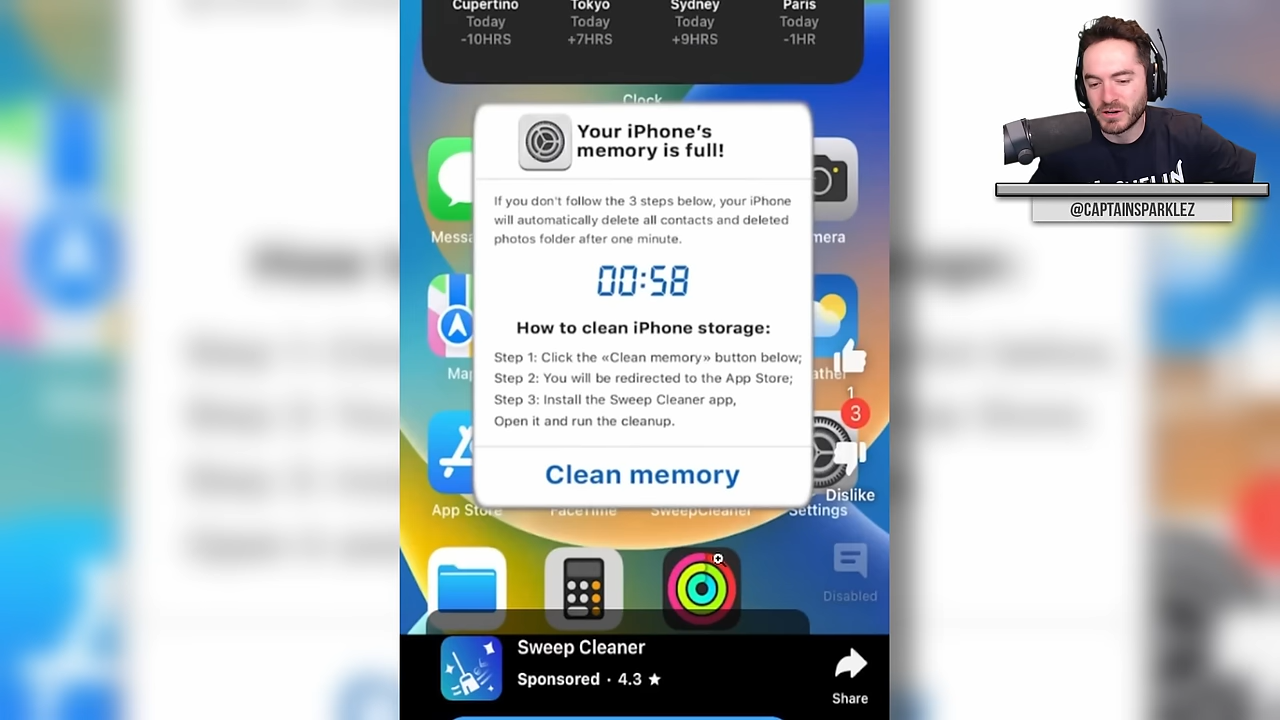 Cupertino Tokyo Sydney Paris
Today Today Today Today
-10HRS +7HRS +9HRS -1HR
Clock
Your iPhone's
memory is full!
If you don't follow the 3 steps below, your iPhone
will automatically delete all contacts and deleted
photos folder after one minute.
00:58
How to clean iPhone storage:
Step 1: Click the «Clean memory» button below;
Step 2: You will be redirected to the App Store;
Step 3: Install the Sweep Cleaner app,
Open it and run the cleanup.
Clean memory
1
3
Dislike
App Store FaceTime SweepCleaner Settings
Disabled
Sweep Cleaner
Sponsored · 4.3 ★
Share
@CAPTAINSPARKLEZ